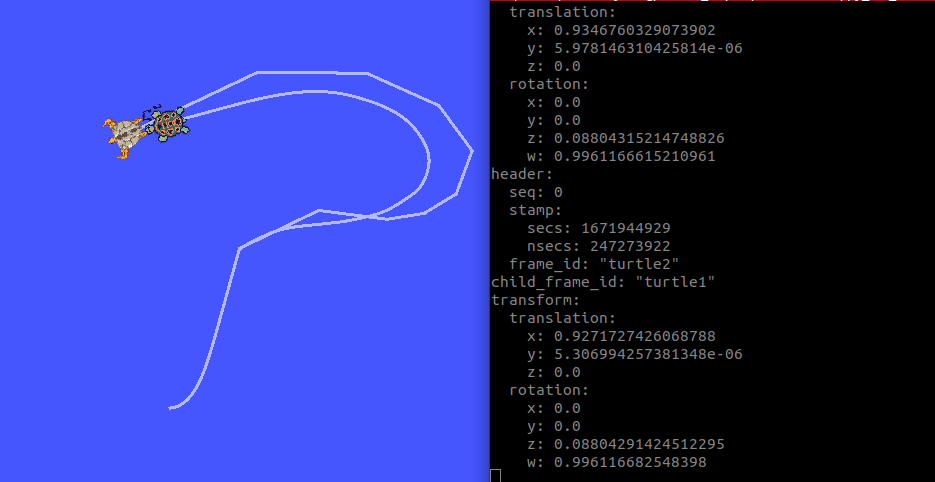 translation:
x: 0.9346760329073902
y: 5.978146310425814e-06
z: 0.0
rotation:
x: 0.0
y: 0.0
z: 0.08804315214748826
w: 0.9961166615210961
header:
seq: 0
stamp:
secs: 1671944929
nsecs: 247273922
frame_id: "turtle2"
child_frame_id: "turtle1"
transform:
translation:
x: 0.9271727426068788
y: 5.306994257381348e-06
z: 0.0
rotation:
x: 0.0
y: 0.0
z: 0.08804291424512295
w: 0.996116682548398